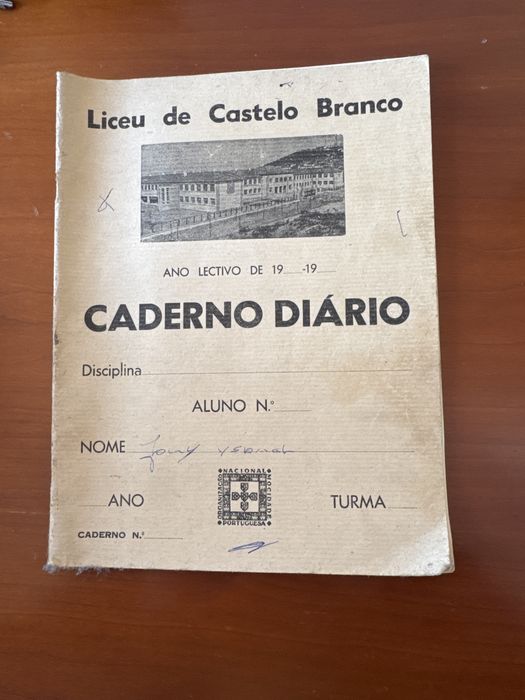 Liceu de Castelo Branco
ANO LECTIVO DE 19 -19
CADERNO DIÁRIO
Disciplina
ALUNO N.º
NOME
ORGANIZAÇÃO NACIONAL MOCIDADE PORTUGUESA
ANO TURMA
CADERNO N.º